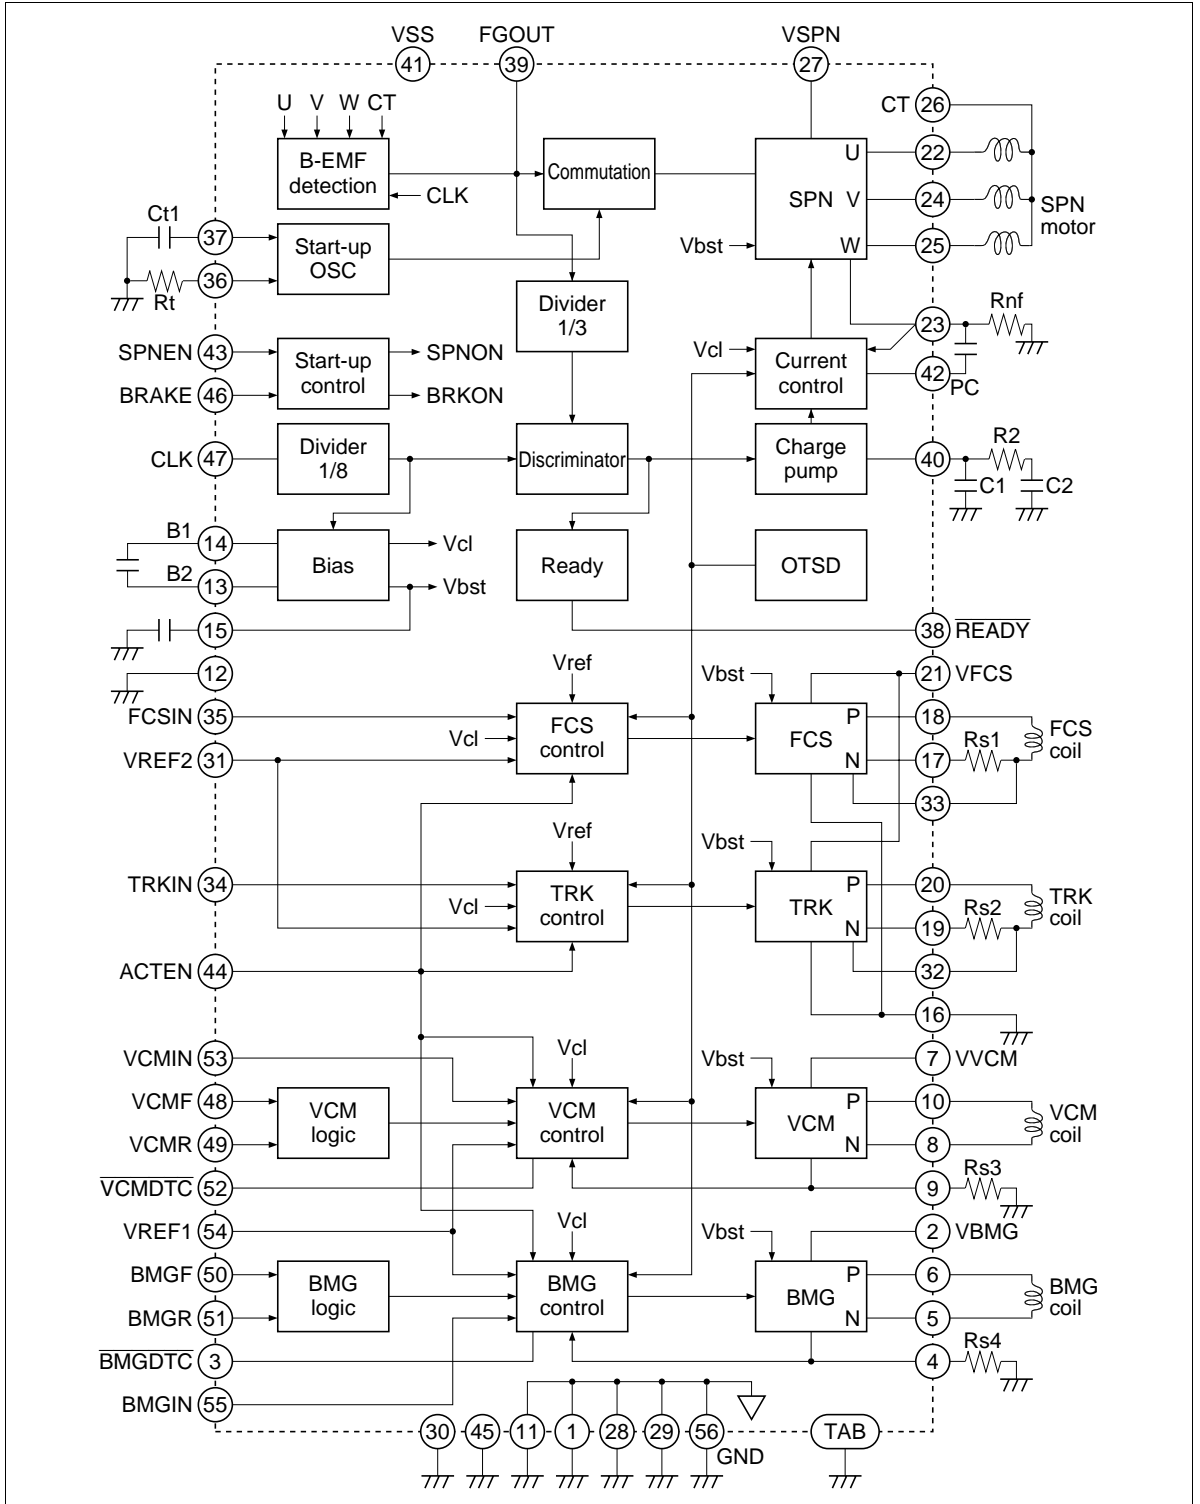 VSS FGOUT VSPN
41 39 27
U V W CT
CT 26
B-EMF
detection
CLK
Commutation
SPN
U
V
W
Vbst
22
24
25
SPN
motor
Ct1
37
36
Rt
Start-up
OSC
Divider
1/3
23
Rnf
SPNEN 43
BRAKE 46
Start-up
control
SPNON
BRKON
Vcl
Current
control
42
PC
CLK 47
Divider
1/8
Discriminator
Charge
pump
40
R2
C1
C2
B1
14
B2
13
Bias
Vcl
Vbst
Ready
OTSD
15
38 READY
12
Vref
Vbst
21 VFCS
FCSIN 35
Vcl
VREF2 31
FCS
control
FCS
P
N
18
17
Rs1
33
FCS
coil
Vref
Vbst
TRKIN 34
Vcl
TRK
control
TRK
P
N
20
19
Rs2
32
TRK
coil
ACTEN 44
16
VCMIN 53
Vcl
Vbst
7 VVCM
VCMF 48
VCMR 49
VCM
logic
VCM
control
VCM
P
N
10
8
VCM
coil
VCMDTC 52
9
Rs3
VREF1 54
Vcl
Vbst
2 VBMG
BMGF 50
BMGR 51
BMG
logic
BMG
control
BMG
P
N
6
5
BMG
coil
BMGDTC 3
4
Rs4
BMGIN 55
30 45 11 1 28 29 56 TAB
GND